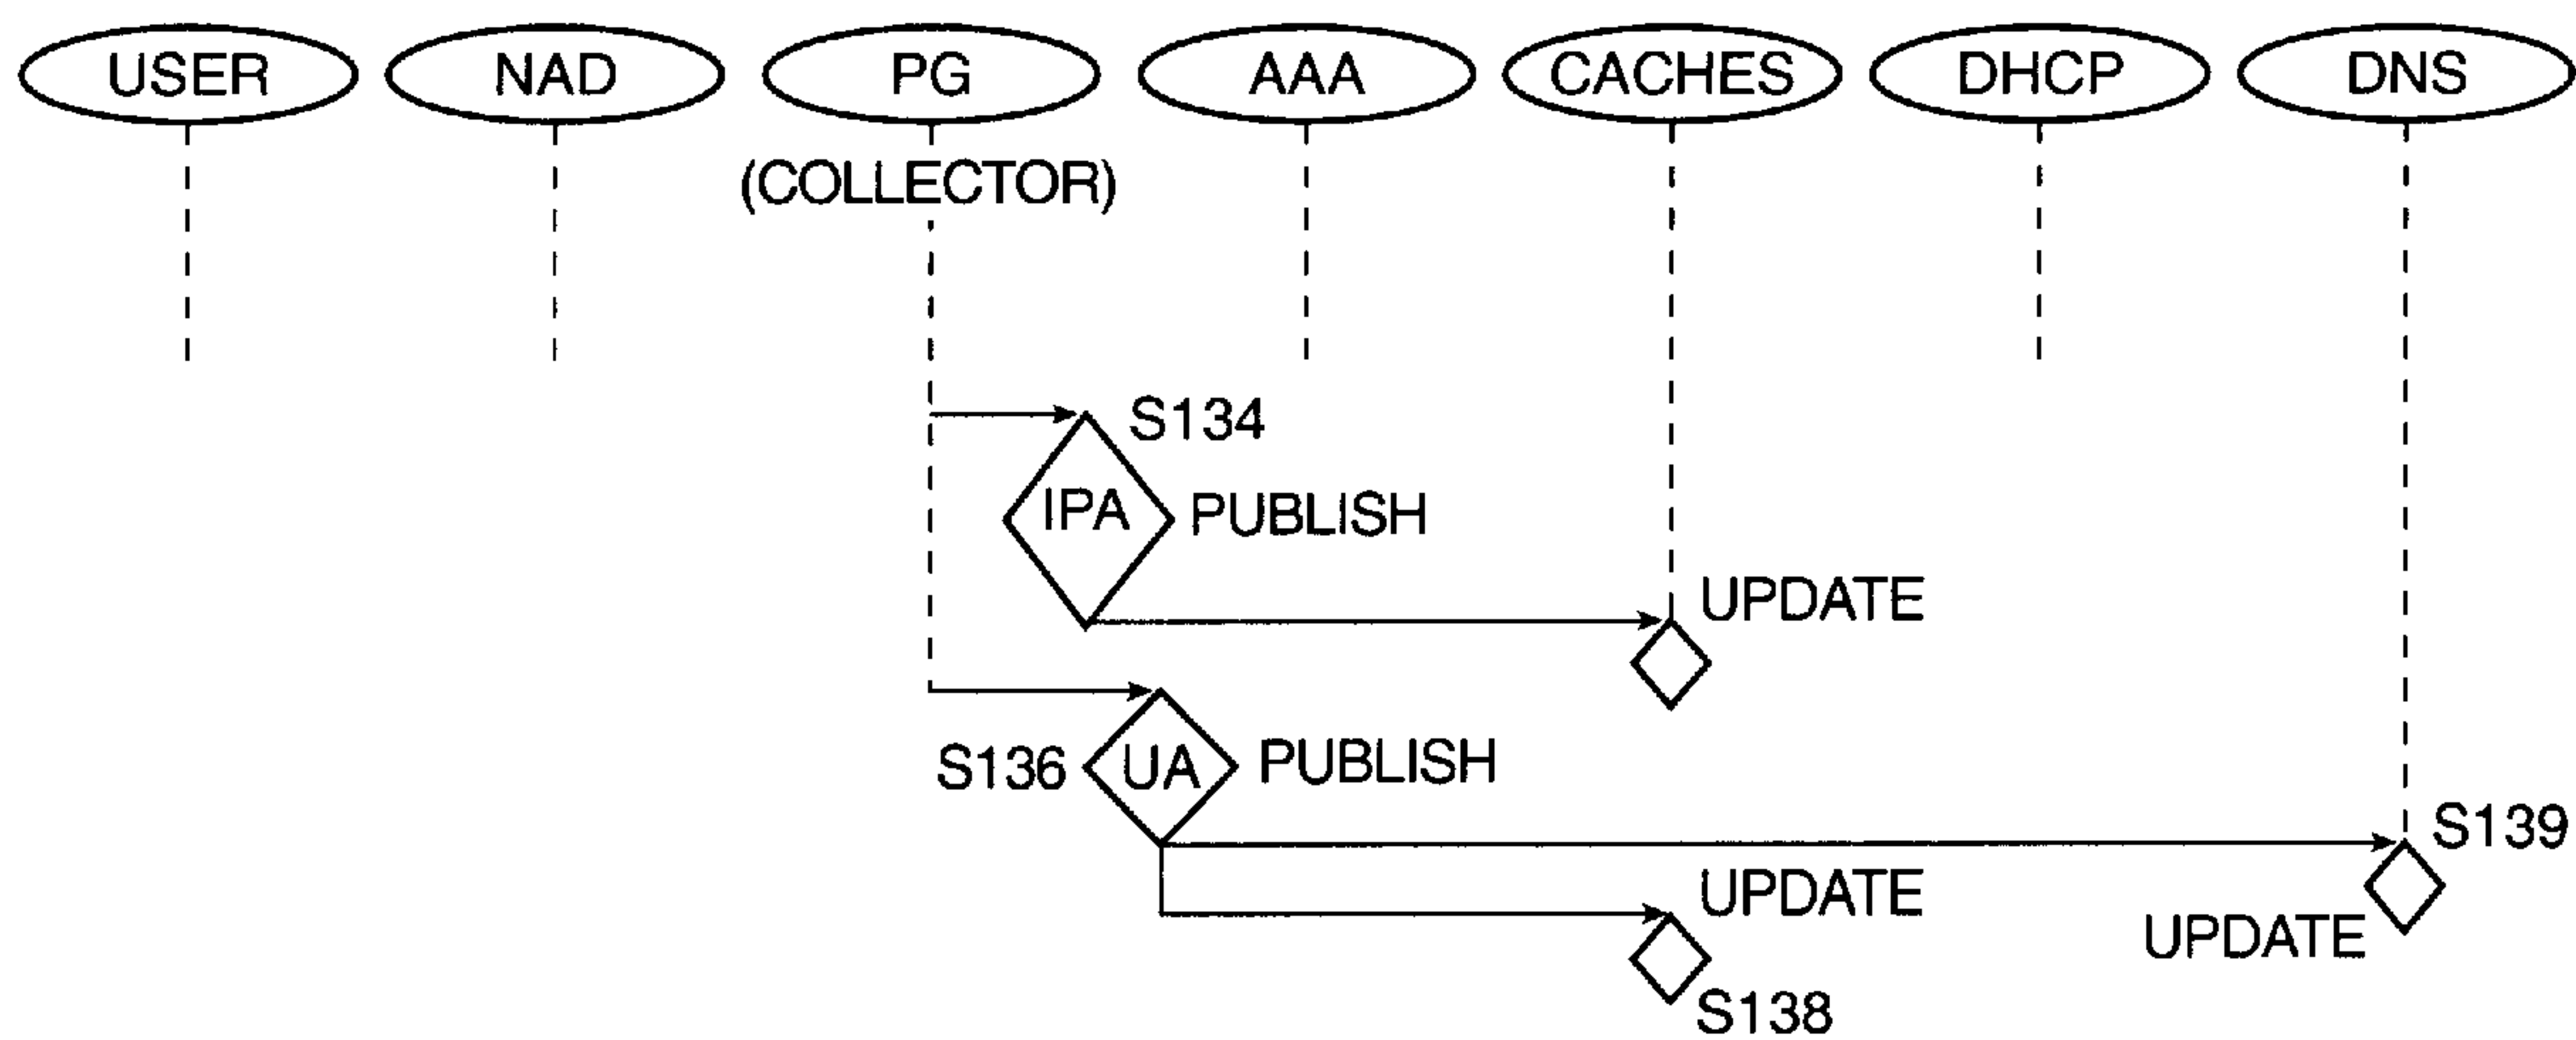 USER NAD PG AAA CACHES DHCP DNS
(COLLECTOR)
S134
IPA PUBLISH
UPDATE
S136 UA PUBLISH
S139
UPDATE
UPDATE
S138